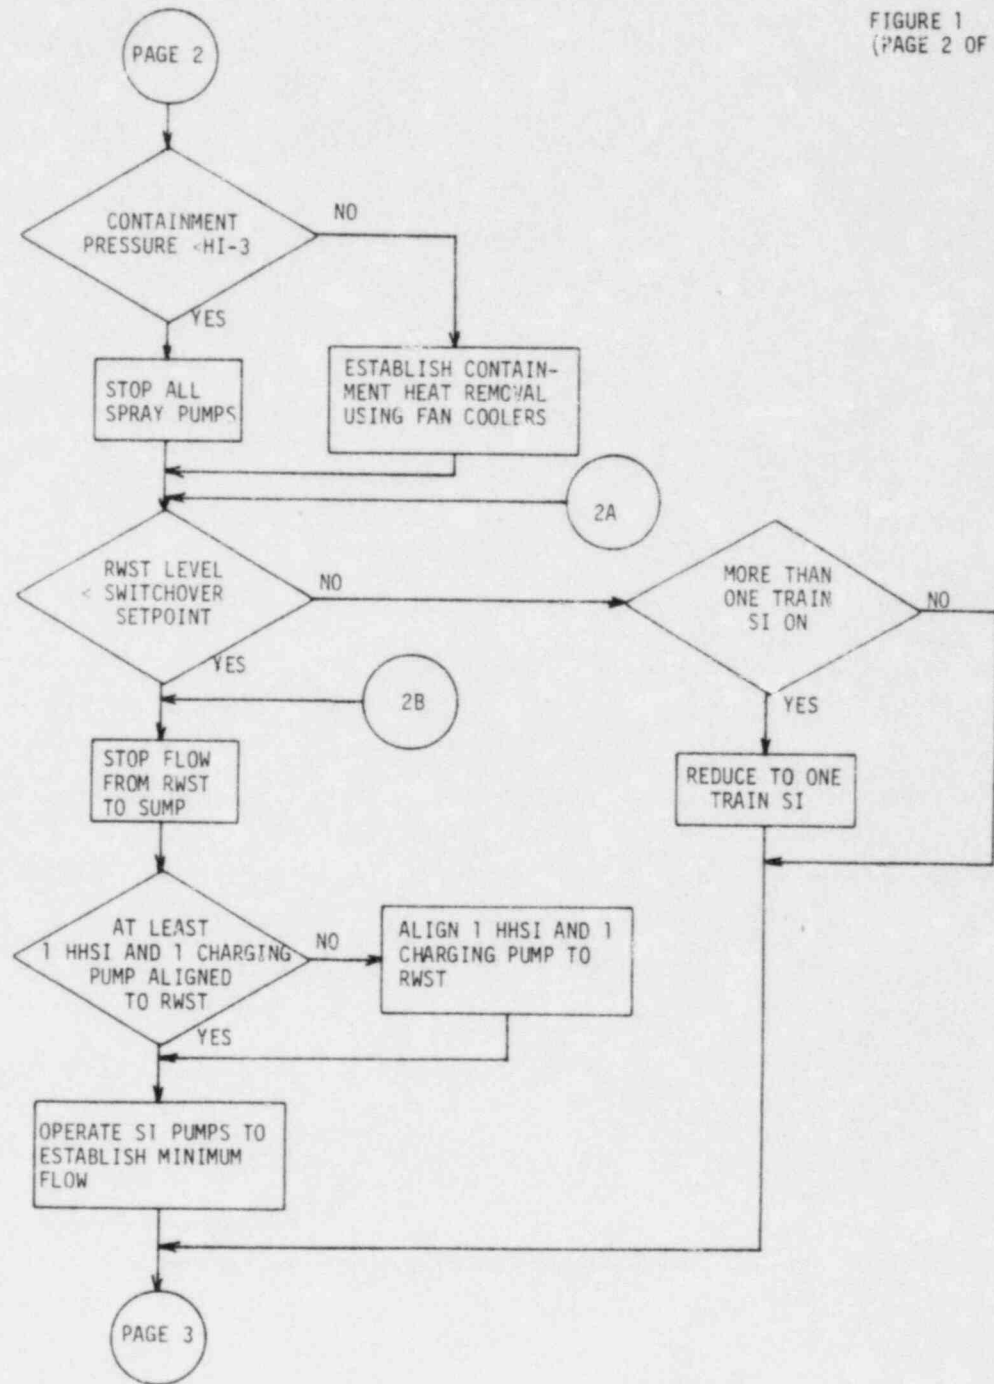 FIGURE 1
(PAGE 2 OF
PAGE 2
CONTAINMENT
PRESSURE <HI-3
NO
YES
STOP ALL
SPRAY PUMPS
ESTABLISH CONTAIN-
MENT HEAT REMOVAL
USING FAN COOLERS
2A
RWST LEVEL
< SWITCHOVER
SETPOINT
NO
YES
MORE THAN
ONE TRAIN
SI ON
NO
YES
2B
STOP FLOW
FROM RWST
TO SUMP
REDUCE TO ONE
TRAIN SI
AT LEAST
1 HHSI AND 1 CHARGING
PUMP ALIGNED
TO RWST
NO
YES
ALIGN 1 HHSI AND 1
CHARGING PUMP TO
RWST
OPERATE SI PUMPS TO
ESTABLISH MINIMUM
FLOW
PAGE 3